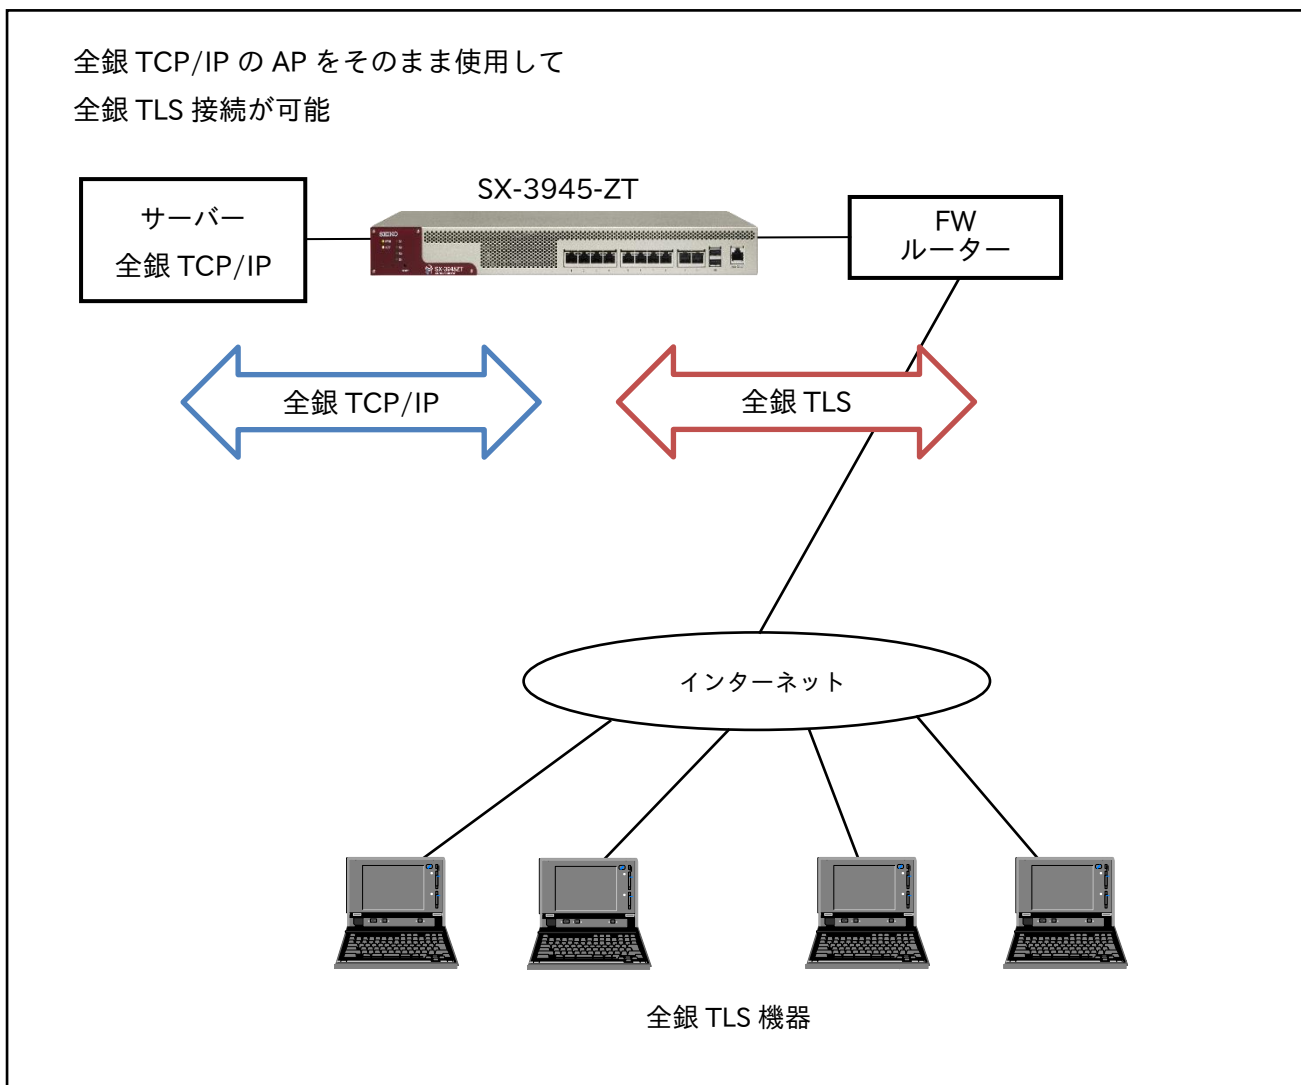 全銀 TCP/IP の AP をそのまま使用して
全銀 TLS 接続が可能
SX-3945-ZT
サーバー
全銀 TCP/IP
SEIKO
SX-3945ZT
FW
ルーター
全銀 TCP/IP
全銀 TLS
インターネット
全銀 TLS 機器